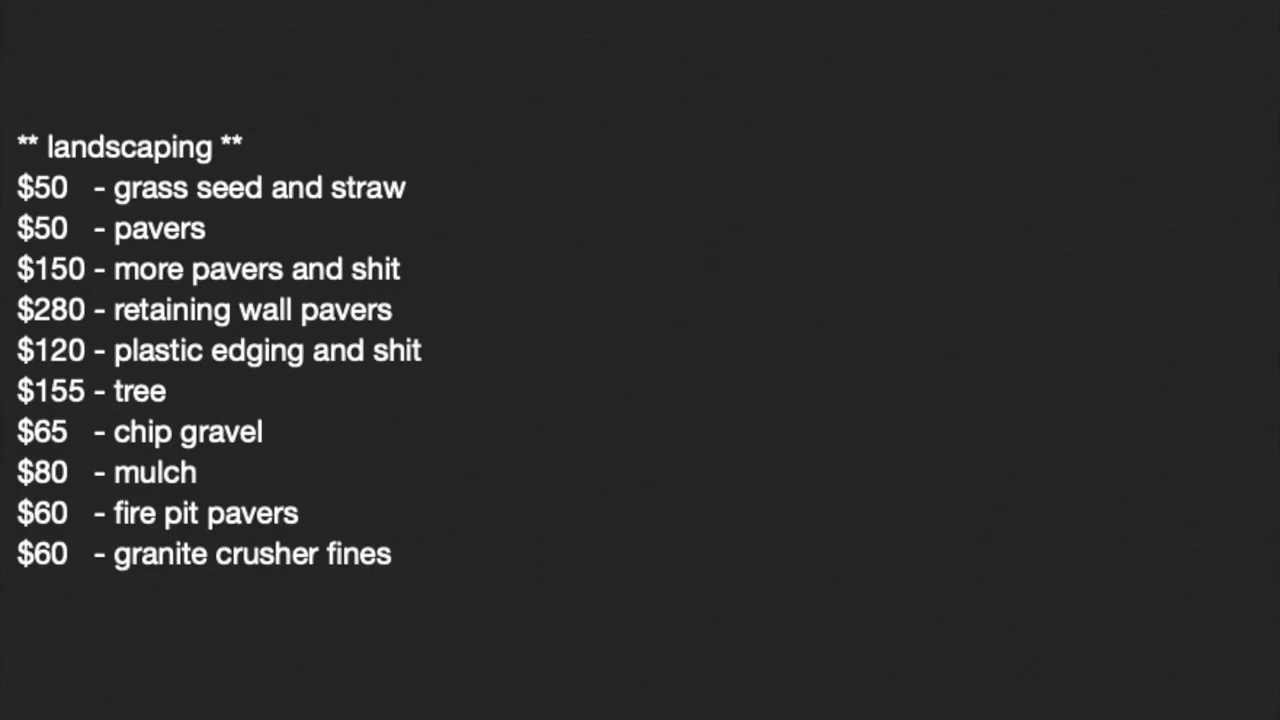 ** landscaping **
$50 - grass seed and straw
$50 - pavers
$150 - more pavers and shit
$280 - retaining wall pavers
$120 - plastic edging and shit
$155 - tree
$65 - chip gravel
$80 - mulch
$60 - fire pit pavers
$60 - granite crusher fines